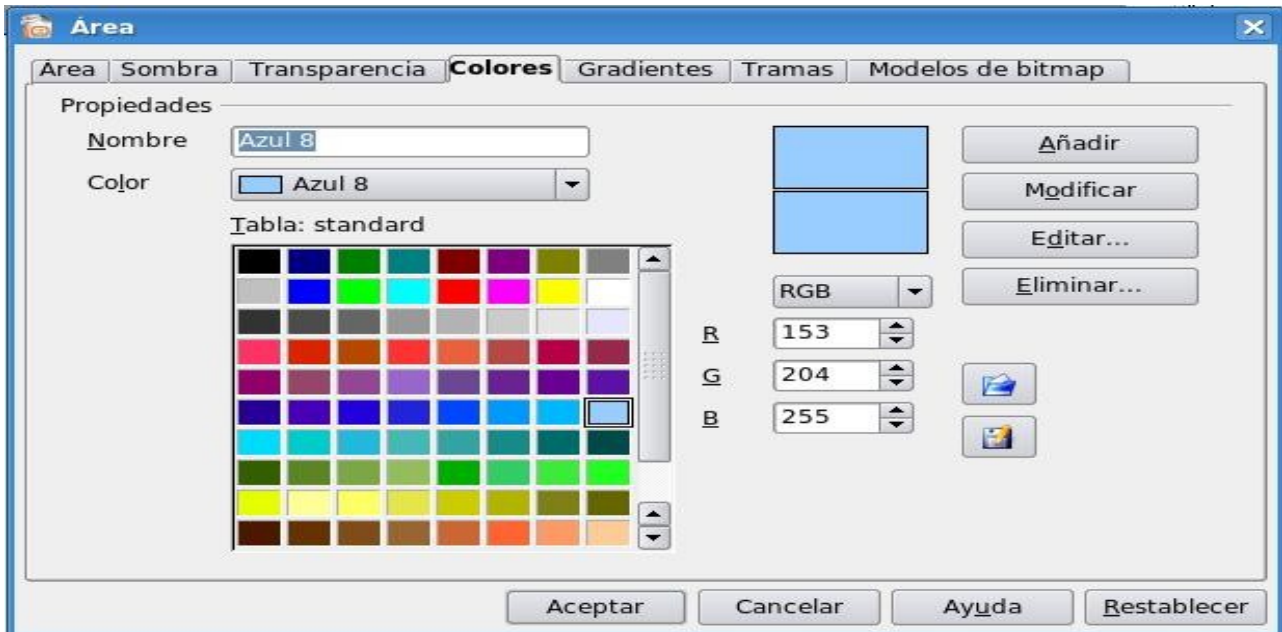 Área
Área Sombra Transparencia Colores Gradientes Tramas Modelos de bitmap
Propiedades
Nombre Azul 8 Añadir
Color Azul 8 Modificar
Tabla: standard Editar...
RGB Eliminar...
R 153
G 204
B 255
Aceptar Cancelar Ayuda Restablecer